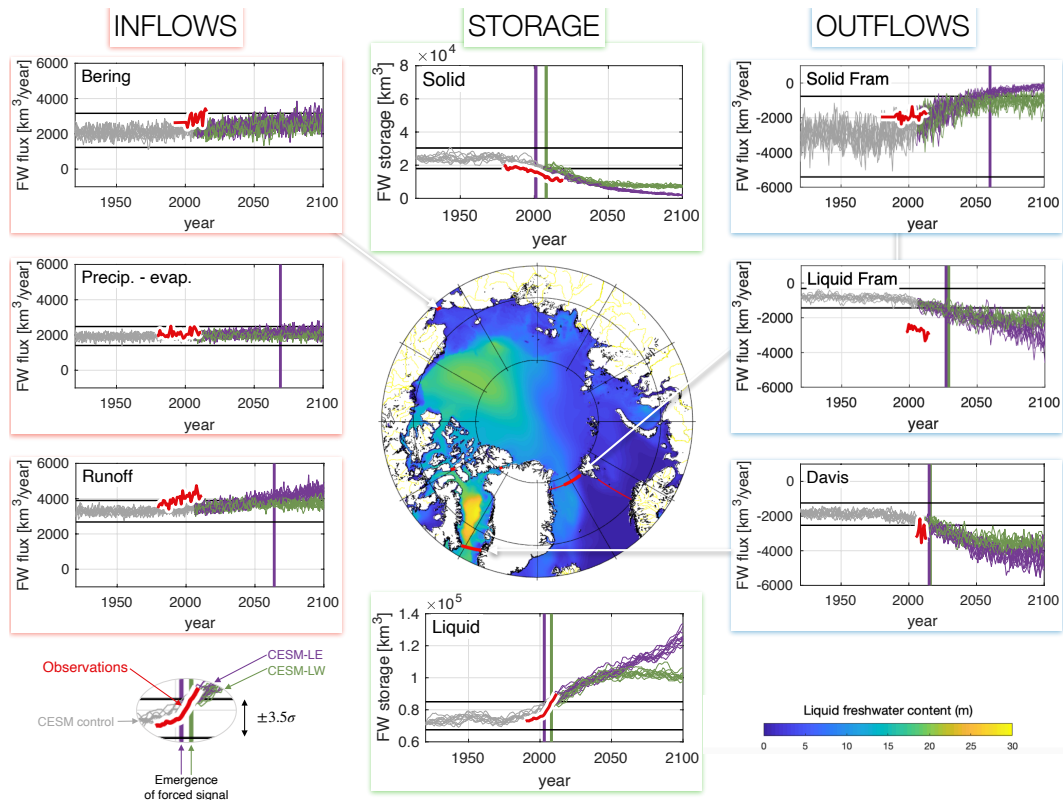 INFLOWS
STORAGE
OUTFLOWS
6000
4000
2000
0
FW flux [km³/year]
Bering
1950
2000
2050
2100
year
6000
4000
2000
0
FW flux [km³/year]
Precip. - evap.
1950
2000
2050
2100
year
6000
4000
2000
0
FW flux [km³/year]
Runoff
1950
2000
2050
2100
year
× 10⁴
8
6
4
2
0
FW storage [km³]
Solid
1950
2000
2050
2100
year
× 10⁵
1.4
1.2
1
0.8
0.6
FW storage [km³]
Liquid
1950
2000
2050
2100
year
0
-2000
-4000
-6000
FW flux [km³/year]
Solid Fram
1950
2000
2050
2100
year
0
-2000
-4000
-6000
FW flux [km³/year]
Liquid Fram
1950
2000
2050
2100
year
0
-2000
-4000
-6000
FW flux [km³/year]
Davis
1950
2000
2050
2100
year
Observations
CESM-LE
CESM-LW
CESM control
±3.5σ
Emergence
of forced signal
Liquid freshwater content (m)
0 5 10 15 20 25 30